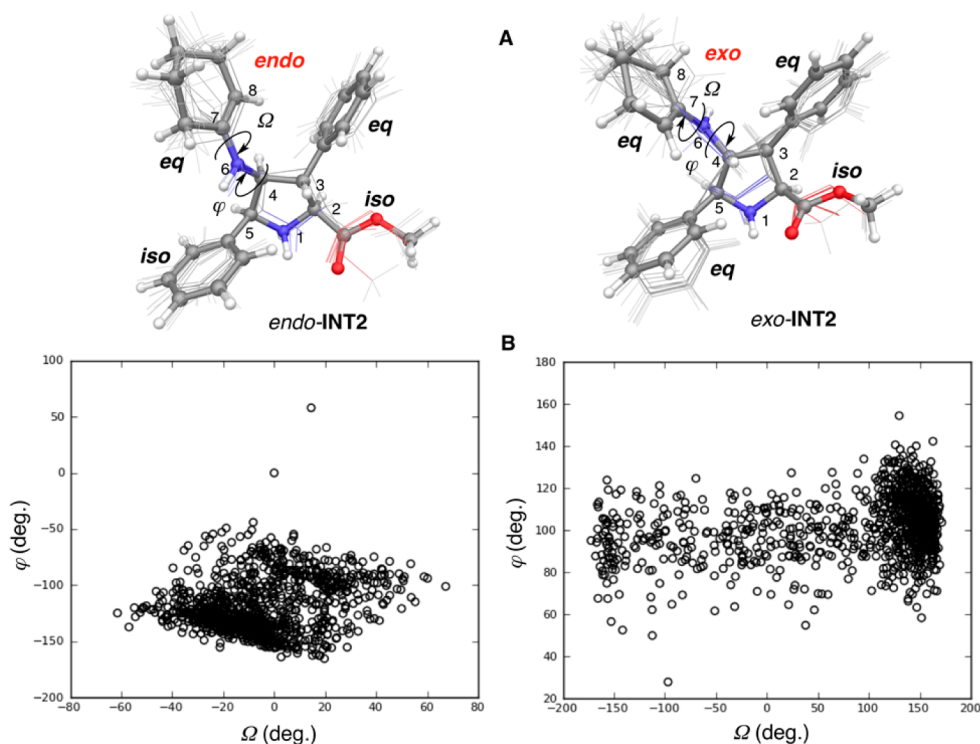 A
endo
exo
8
7
Ω
eq
6
φ
4
3
2
5
1
eq
iso
iso
endo-INT2
8
7
Ω
eq
6
φ
4
3
2
5
1
eq
eq
iso
exo-INT2
B
100
50
0
−50
−100
−150
−200
φ (deg.)
−80
−60
−40
−20
0
20
40
60
80
Ω (deg.)
180
160
140
120
100
80
60
40
20
φ (deg.)
−200
−150
−100
−50
0
50
100
150
200
Ω (deg.)